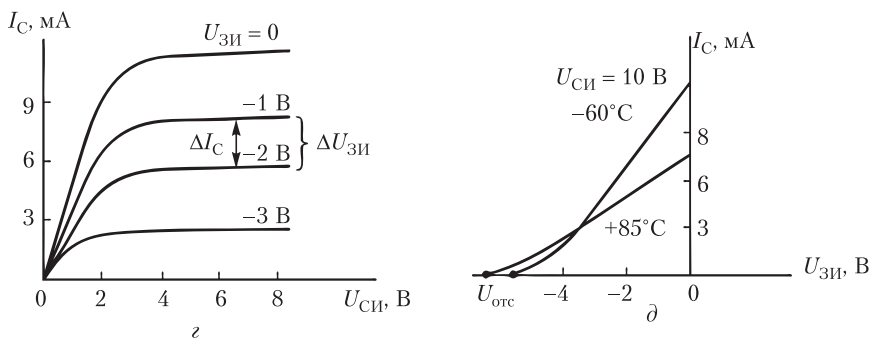 I_С, мА
U_ЗИ = 0
9
−1 В
ΔI_С
ΔU_ЗИ
6
−2 В
3
−3 В
0 2 4 6 8 U_СИ, В
г
I_С, мА
U_СИ = 10 В
−60°С
8
6
+85°С
3
U_отс −4 −2 0 U_ЗИ, В
д